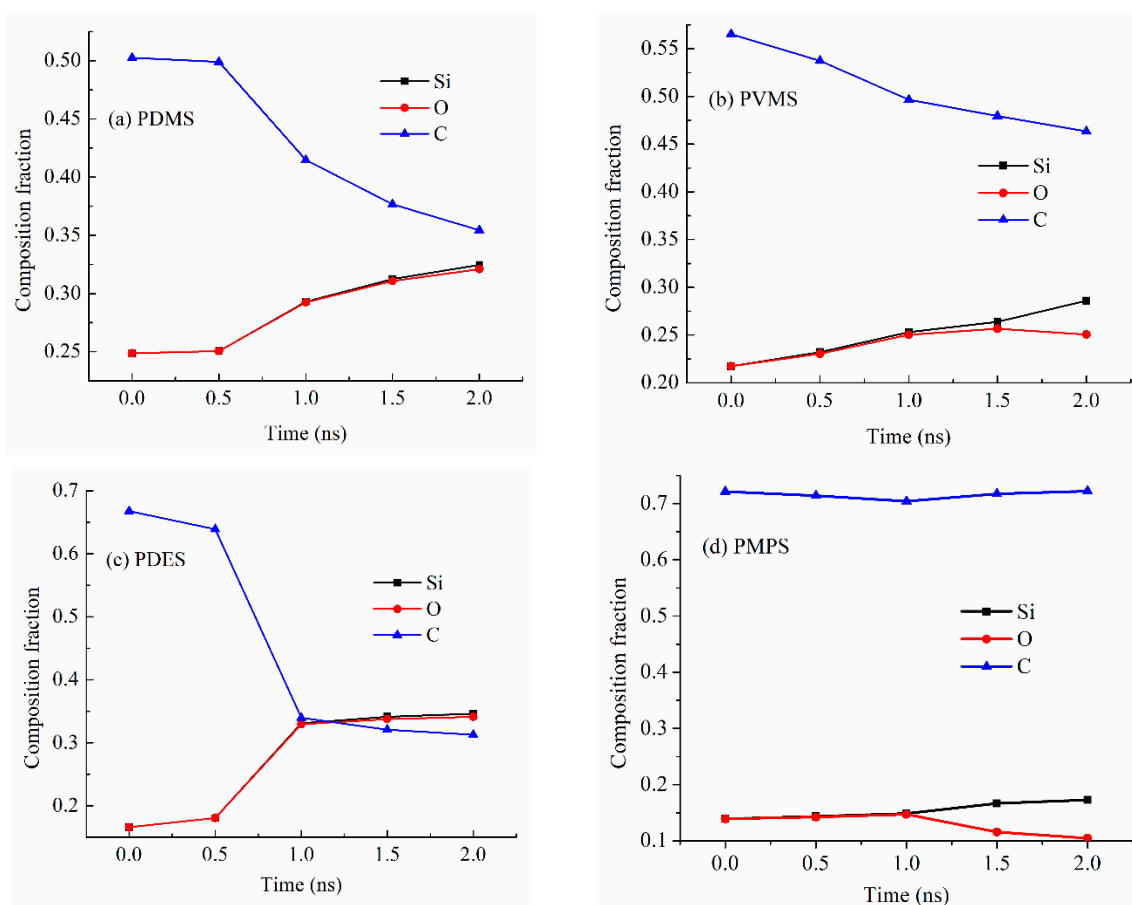 0.50
0.45
0.40
0.35
0.30
0.25
Composition fraction
(a) PDMS
Si
O
C
0.0 0.5 1.0 1.5 2.0
Time (ns)
0.55
0.50
0.45
0.40
0.35
0.30
0.25
0.20
Composition fraction
(b) PVMS
Si
O
C
0.0 0.5 1.0 1.5 2.0
Time (ns)
0.7
0.6
0.5
0.4
0.3
0.2
Composition fraction
(c) PDES
Si
O
C
0.0 0.5 1.0 1.5 2.0
Time (ns)
0.7
0.6
0.5
0.4
0.3
0.2
0.1
Composition fraction
(d) PMPS
Si
O
C
0.0 0.5 1.0 1.5 2.0
Time (ns)